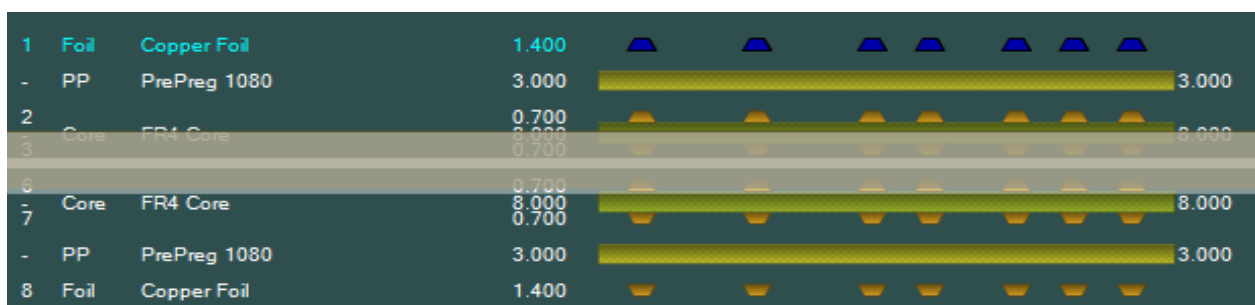 1 Foil Copper Foil 1.400
- PP PrePreg 1080 3.000 3.000
2 0.700
- Core FR4 Core 8.000 8.000
3 0.700
6 0.700
- Core FR4 Core 8.000 8.000
7 0.700
- PP PrePreg 1080 3.000 3.000
8 Foil Copper Foil 1.400